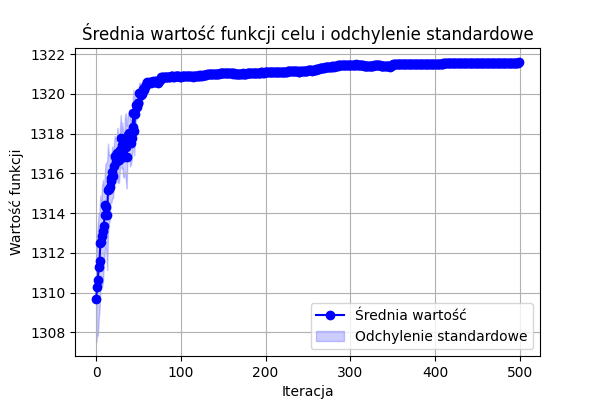 Średnia wartość funkcji celu i odchylenie standardowe
Wartość funkcji
1322
1320
1318
1316
1314
1312
1310
1308
0
100
200
300
400
500
Iteracja
Średnia wartość
Odchylenie standardowe